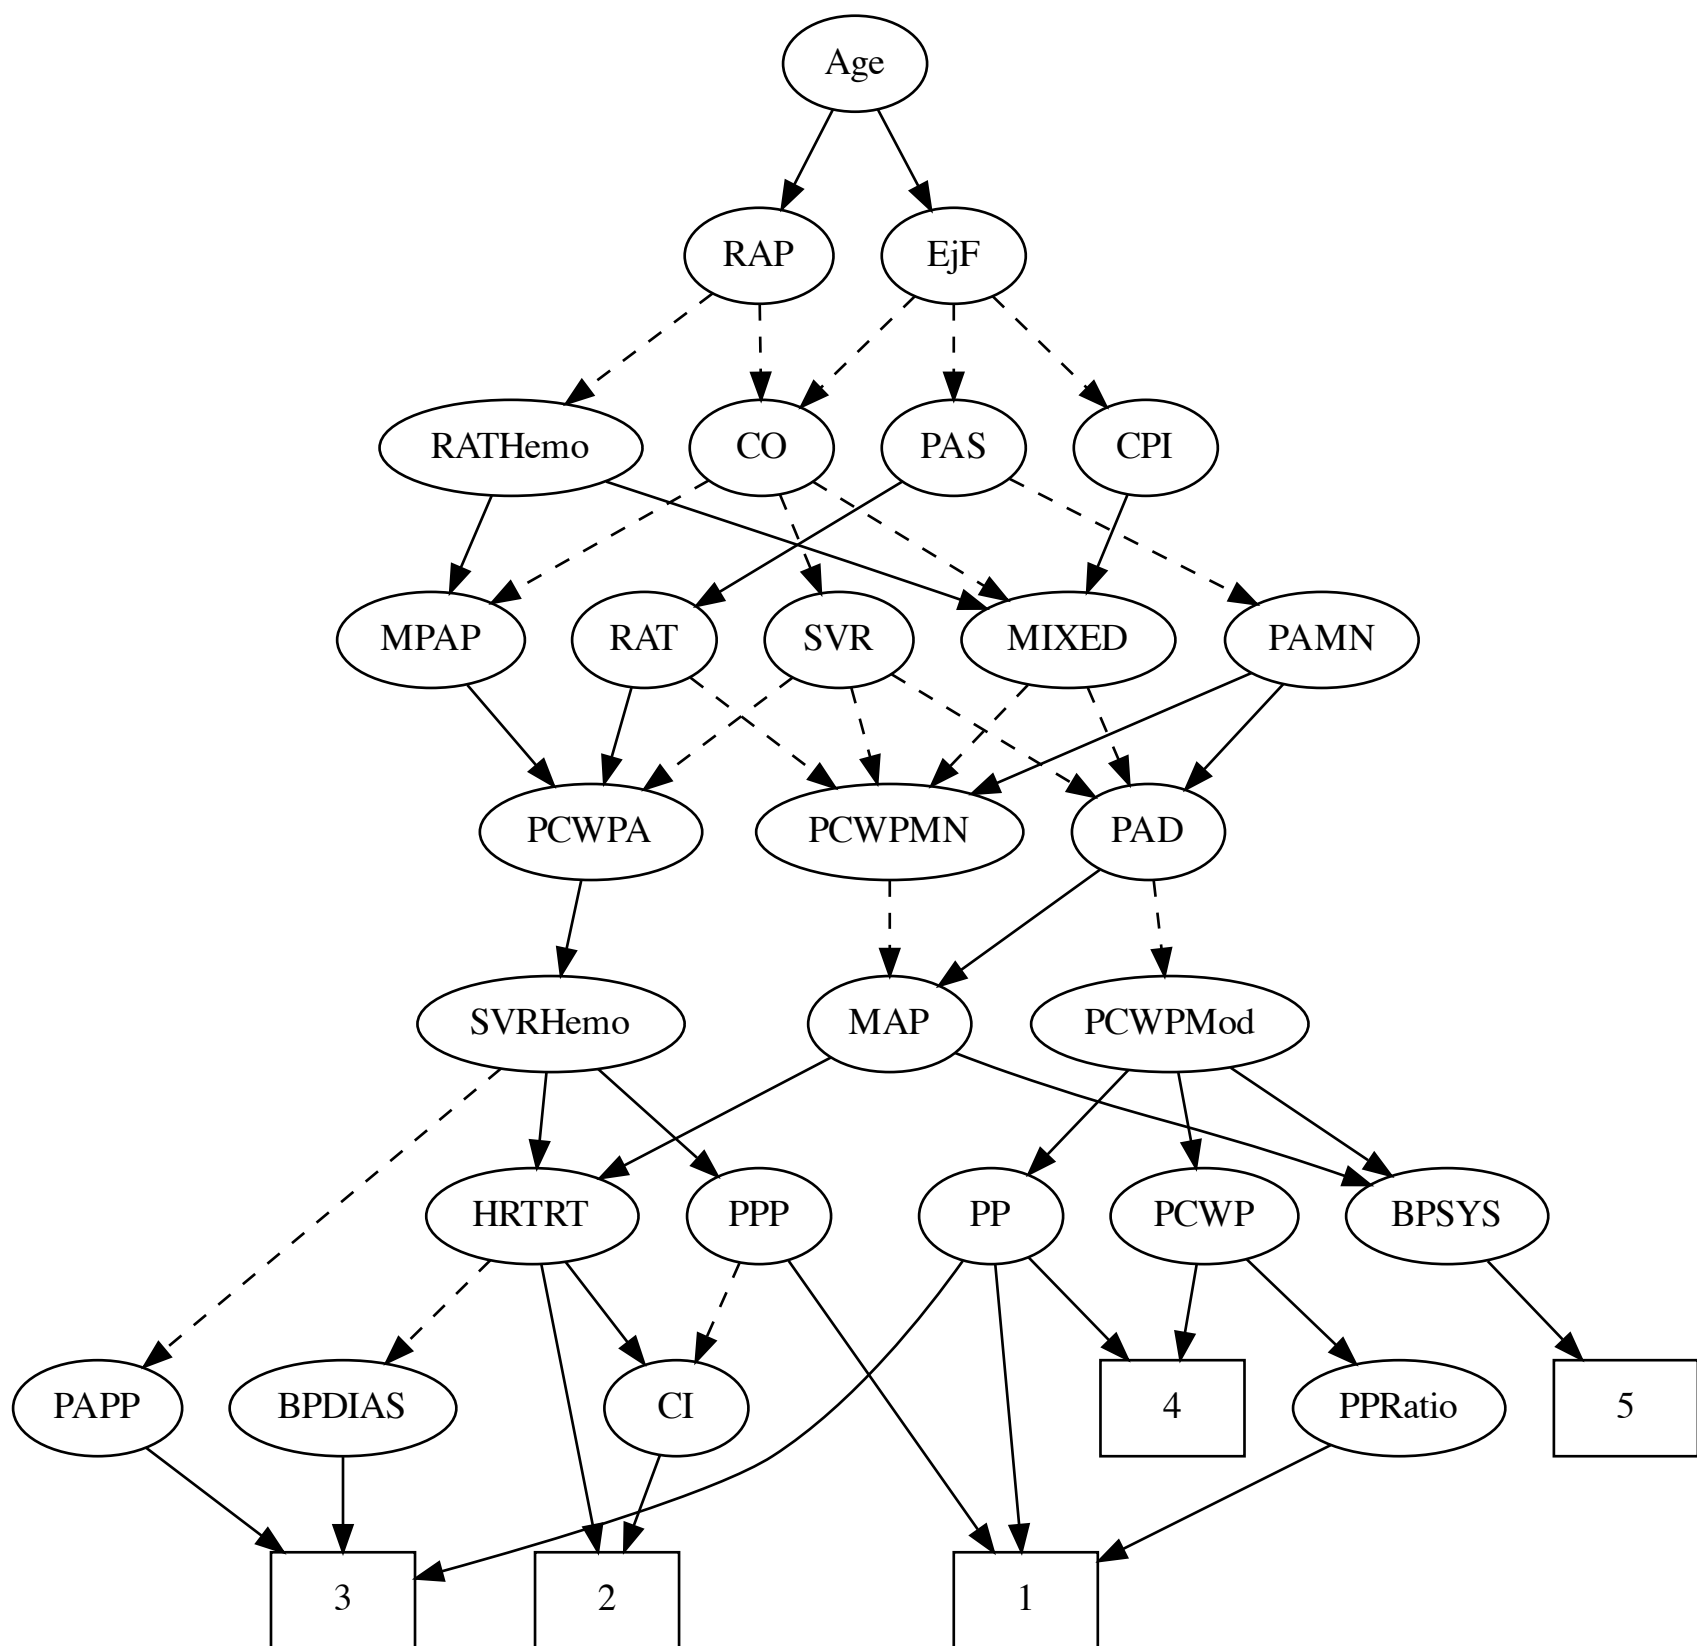 Age
RAP
EjF
RATHemo
CO
PAS
CPI
MPAP
RAT
SVR
MIXED
PAMN
PCWPA
PCWPMN
PAD
SVRHemo
MAP
PCWPMod
HRTRT
PPP
PP
PCWP
BPSYS
PAPP
BPDIAS
CI
4
PPRatio
5
3
2
1